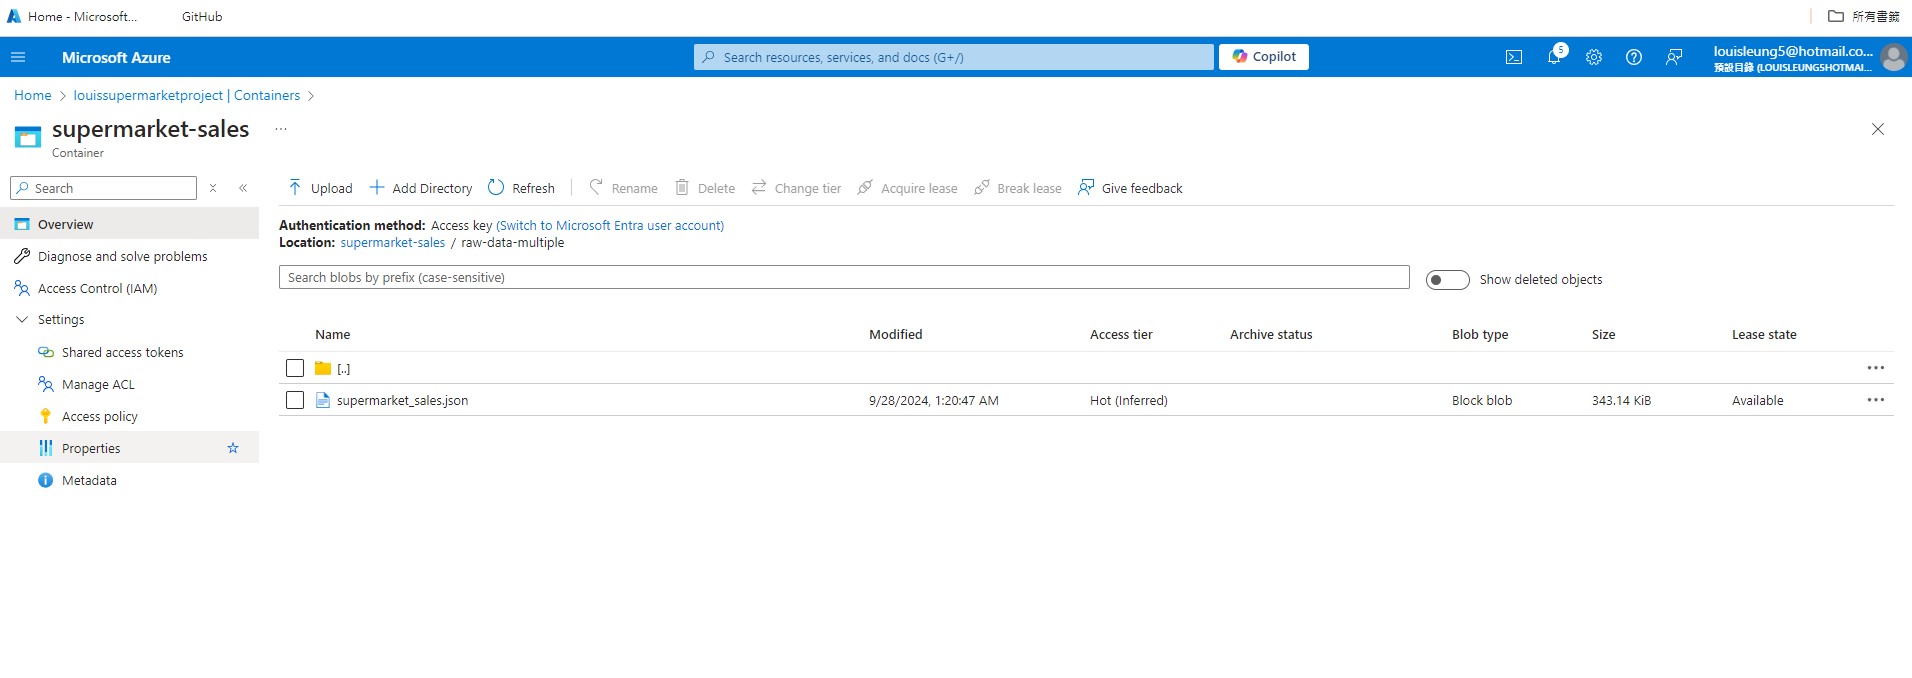 Home - Microsoft... GitHub 所有書籤
Microsoft Azure Search resources, services, and docs (G+/) Copilot 5 louisleung5@hotmail.co...
預設目錄 (LOUISLEUNG5HOTMAI...
Home > louissupermarketproject | Containers >
supermarket-sales ...
Container
Search Upload Add Directory Refresh Rename Delete Change tier Acquire lease Break lease Give feedback
Overview
Diagnose and solve problems
Access Control (IAM)
Settings
Shared access tokens
Manage ACL
Access policy
Properties
Metadata
Authentication method: Access key (Switch to Microsoft Entra user account)
Location: supermarket-sales / raw-data-multiple
Search blobs by prefix (case-sensitive) Show deleted objects
Name Modified Access tier Archive status Blob type Size Lease state
[..]
supermarket_sales.json 9/28/2024, 1:20:47 AM Hot (Inferred) Block blob 343.14 KiB Available